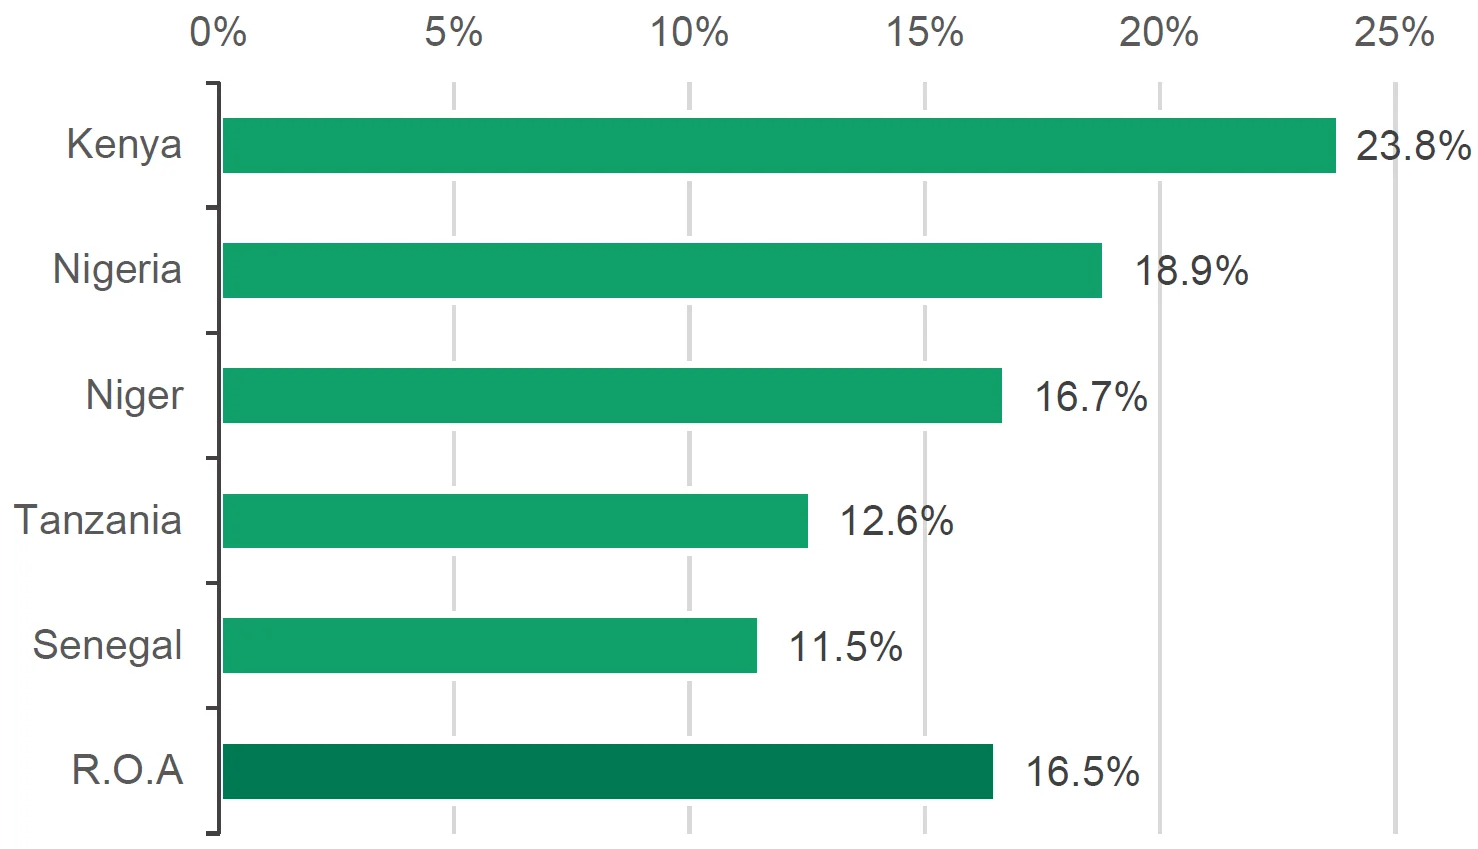 0% 5% 10% 15% 20% 25%
Kenya 23.8%
Nigeria 18.9%
Niger 16.7%
Tanzania 12.6%
Senegal 11.5%
R.O.A 16.5%